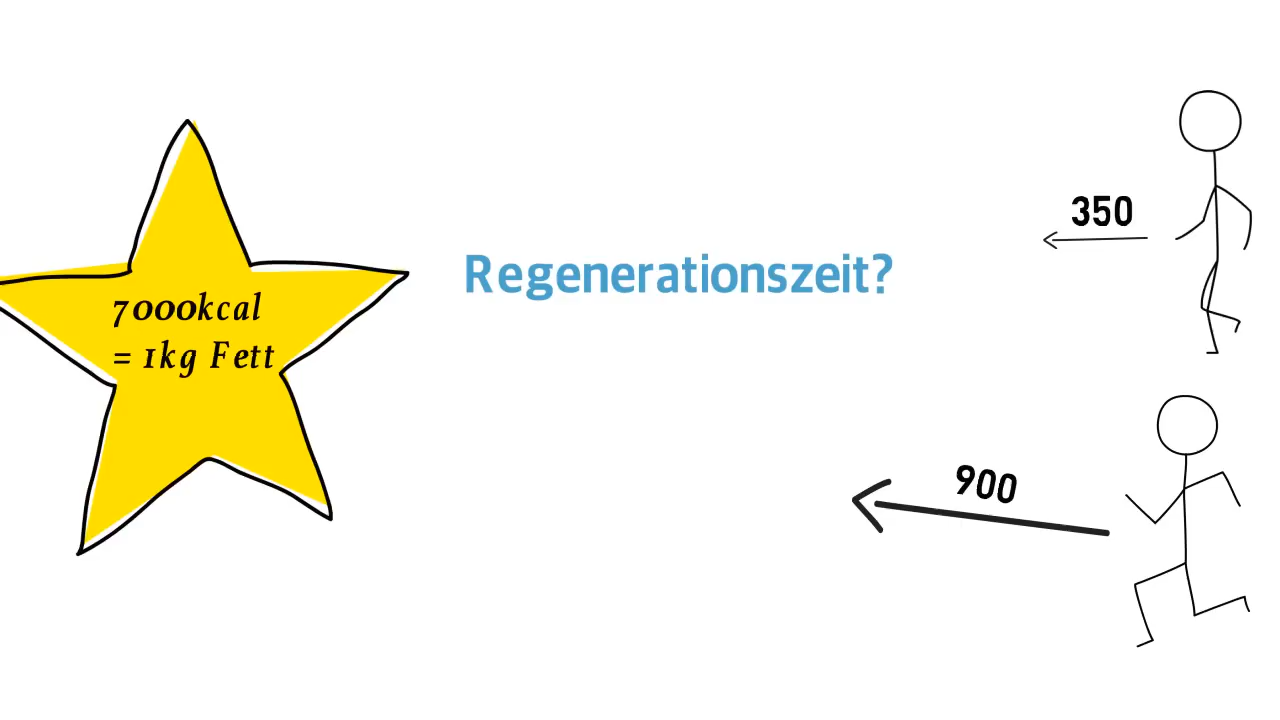 7000kcal
= 1kg Fett
Regenerationszeit?
350
900